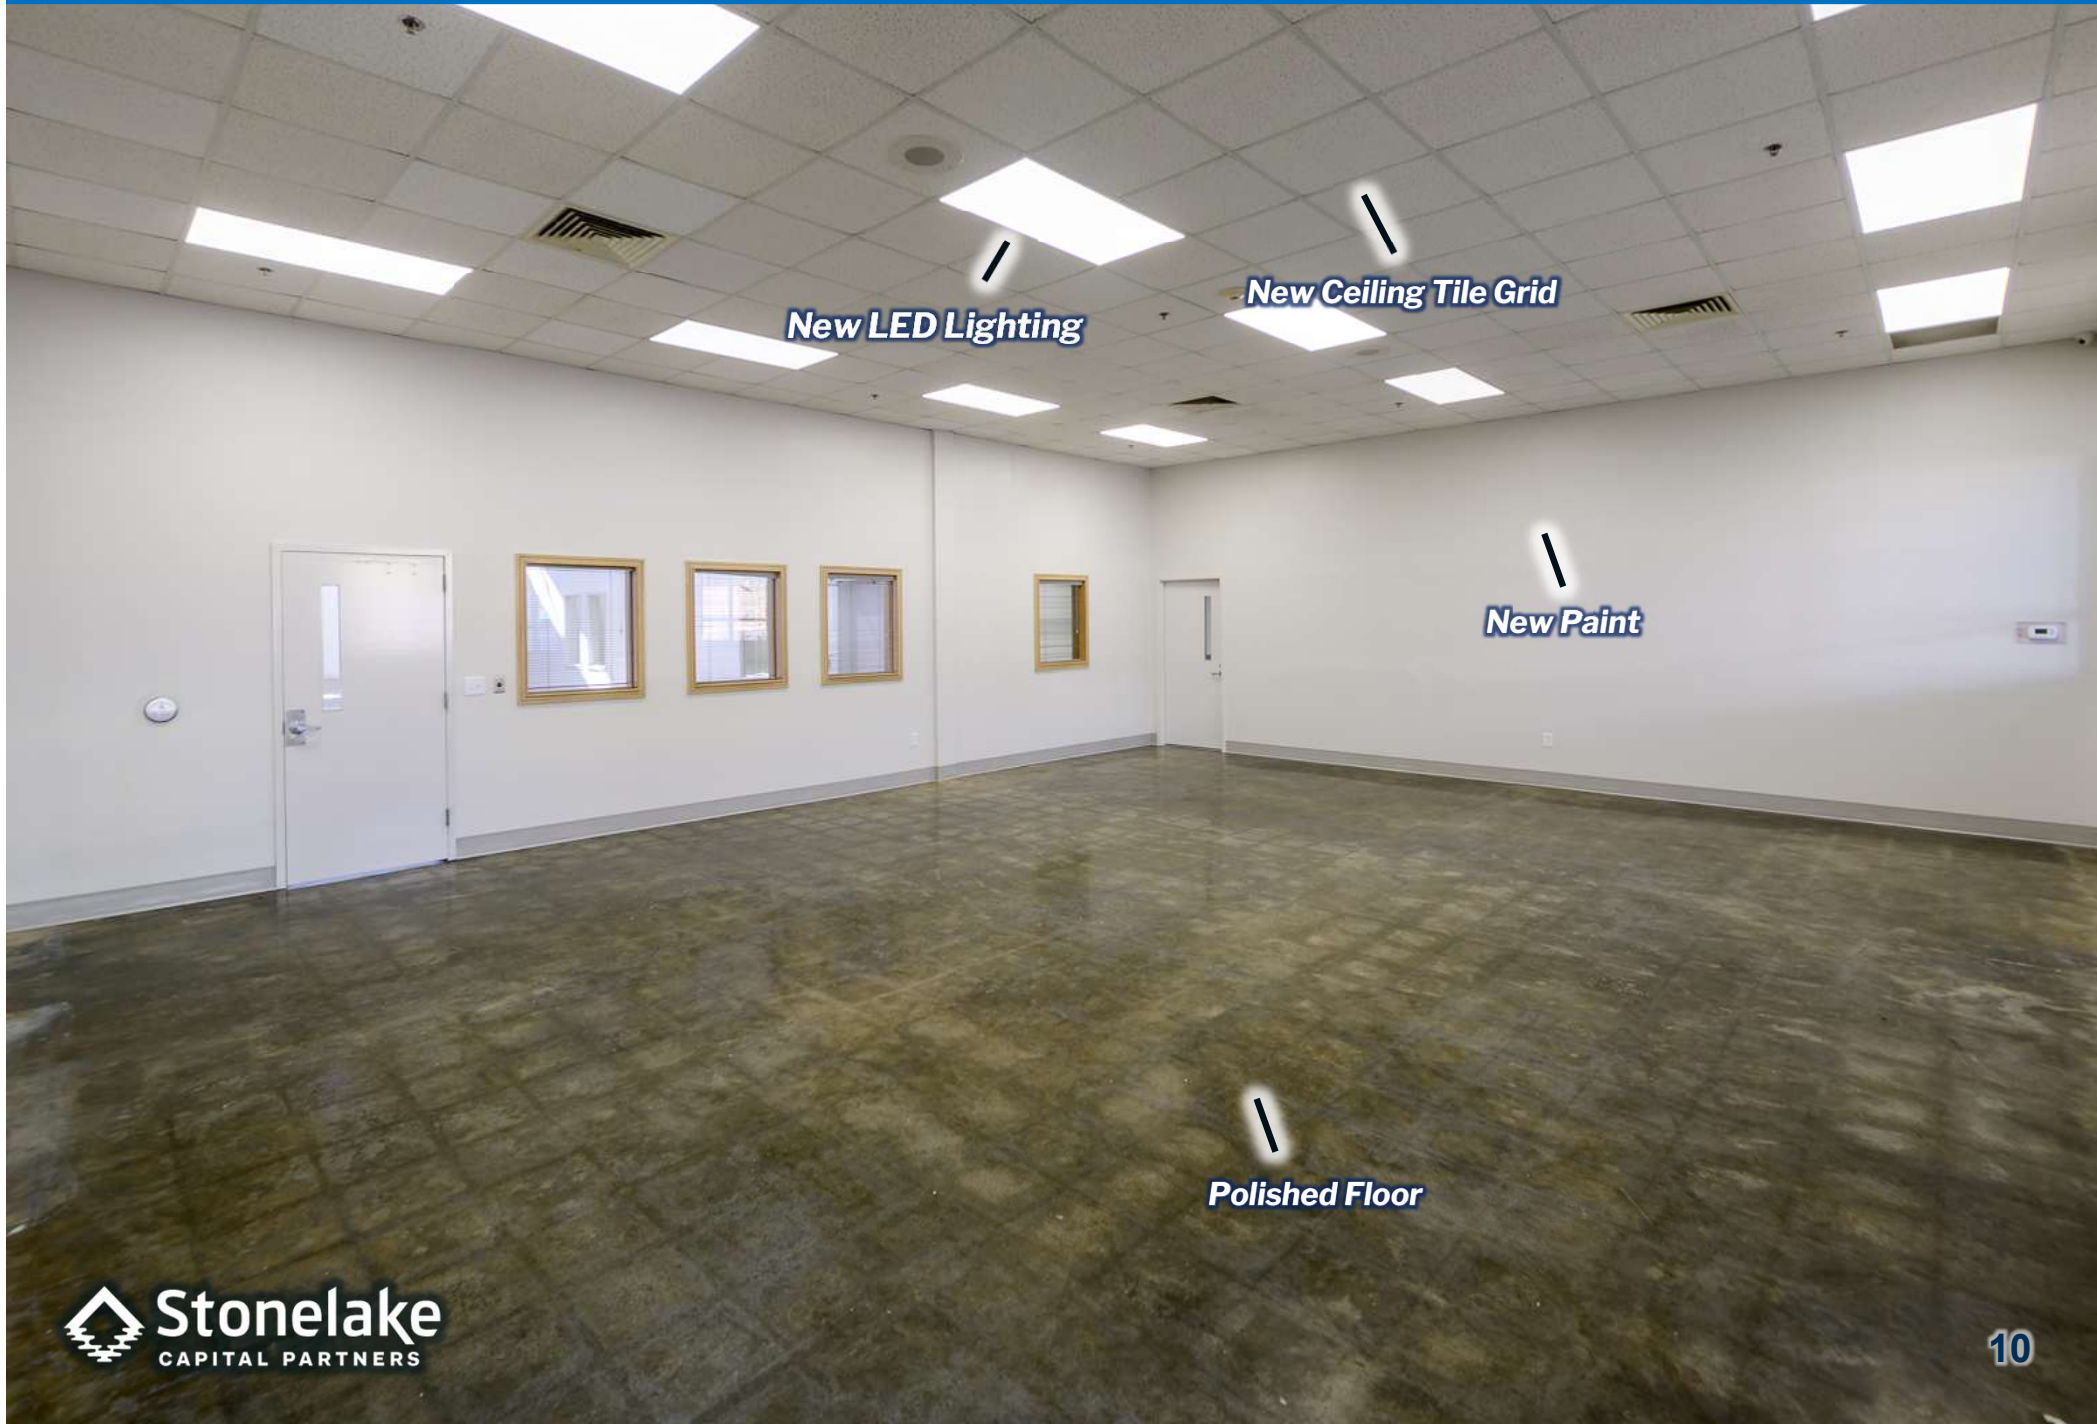 New Ceiling Tile Grid
New LED Lighting
New Paint
Polished Floor
Stonelake
CAPITAL PARTNERS
10